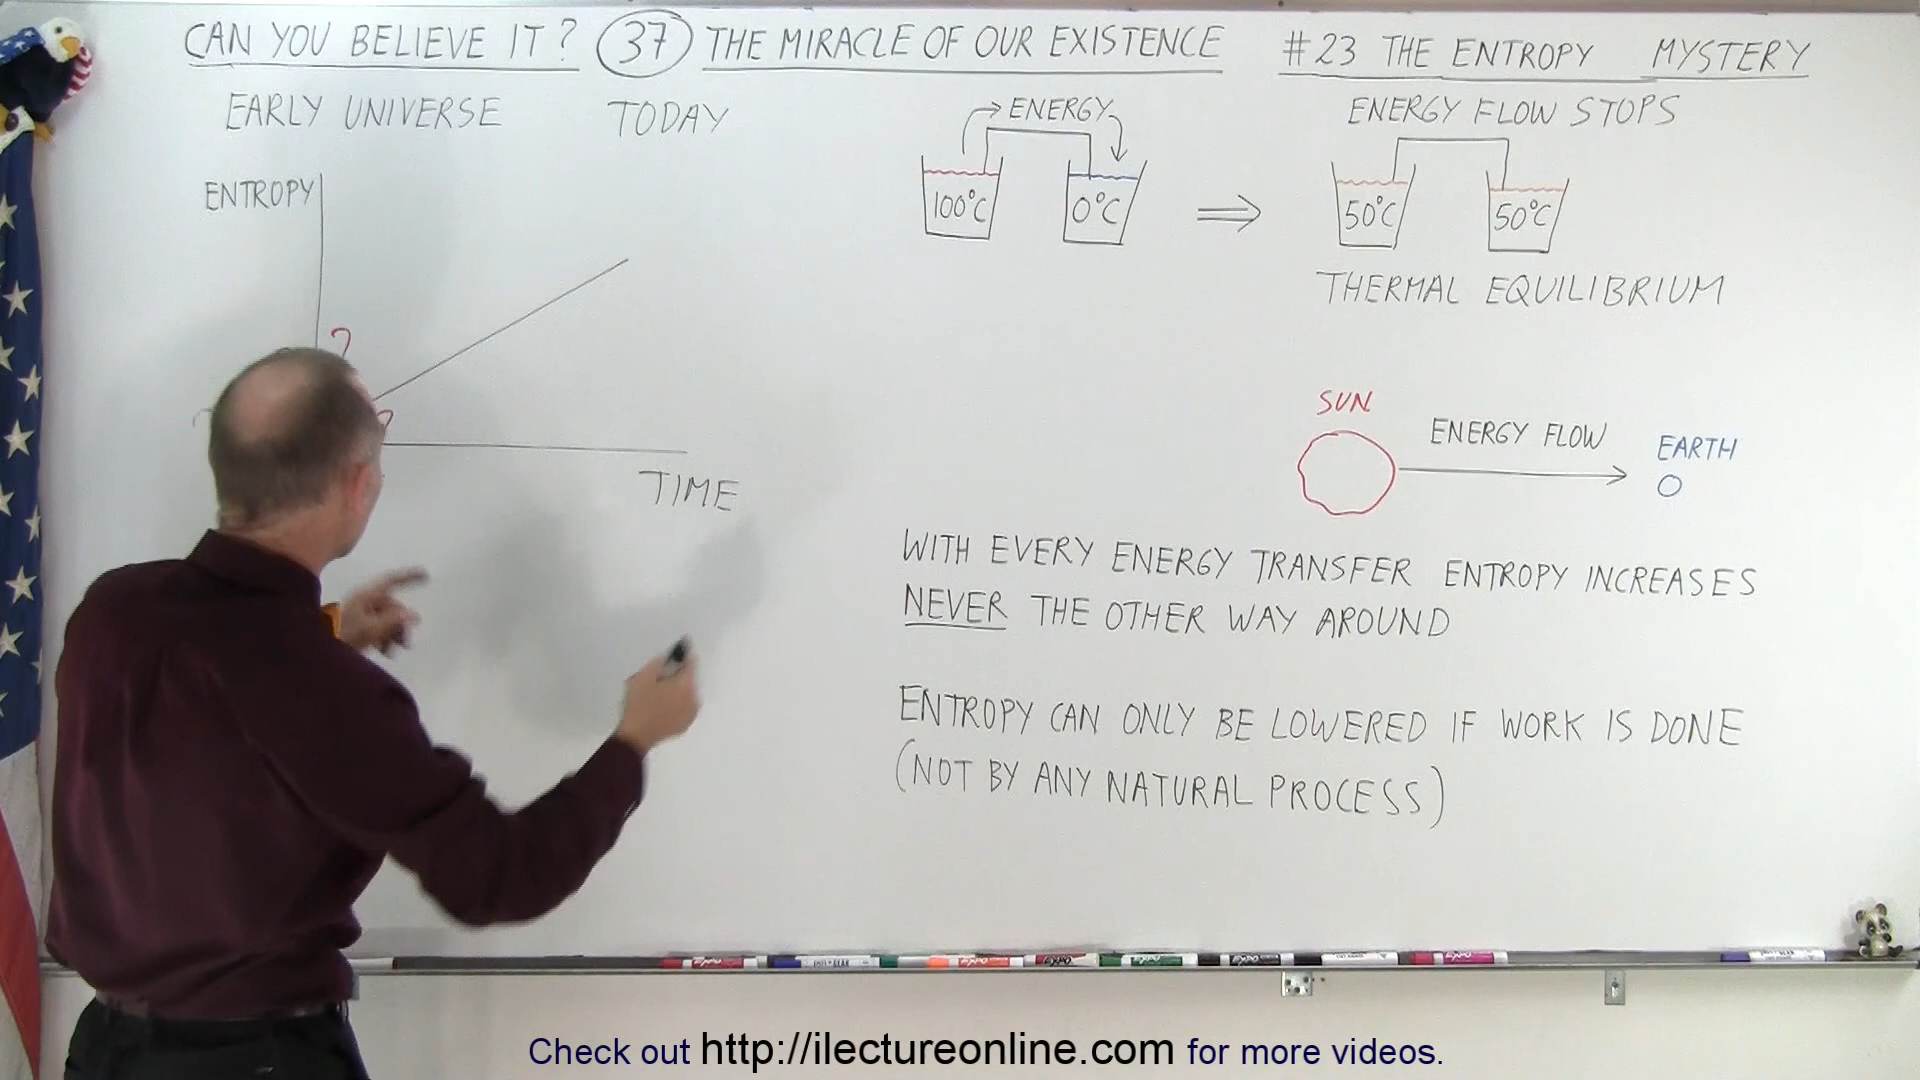 CAN YOU BELIEVE IT? 37 THE MIRACLE OF OUR EXISTENCE #23 THE ENTROPY MYSTERY
EARLY UNIVERSE TODAY
ENTROPY
?
?
TIME
ENERGY
100°C 0°C
ENERGY FLOW STOPS
50°C 50°C
THERMAL EQUILIBRIUM
SUN
ENERGY FLOW
EARTH
WITH EVERY ENERGY TRANSFER ENTROPY INCREASES
NEVER THE OTHER WAY AROUND
ENTROPY CAN ONLY BE LOWERED IF WORK IS DONE
(NOT BY ANY NATURAL PROCESS)
Check out http://ilectureonline.com for more videos.